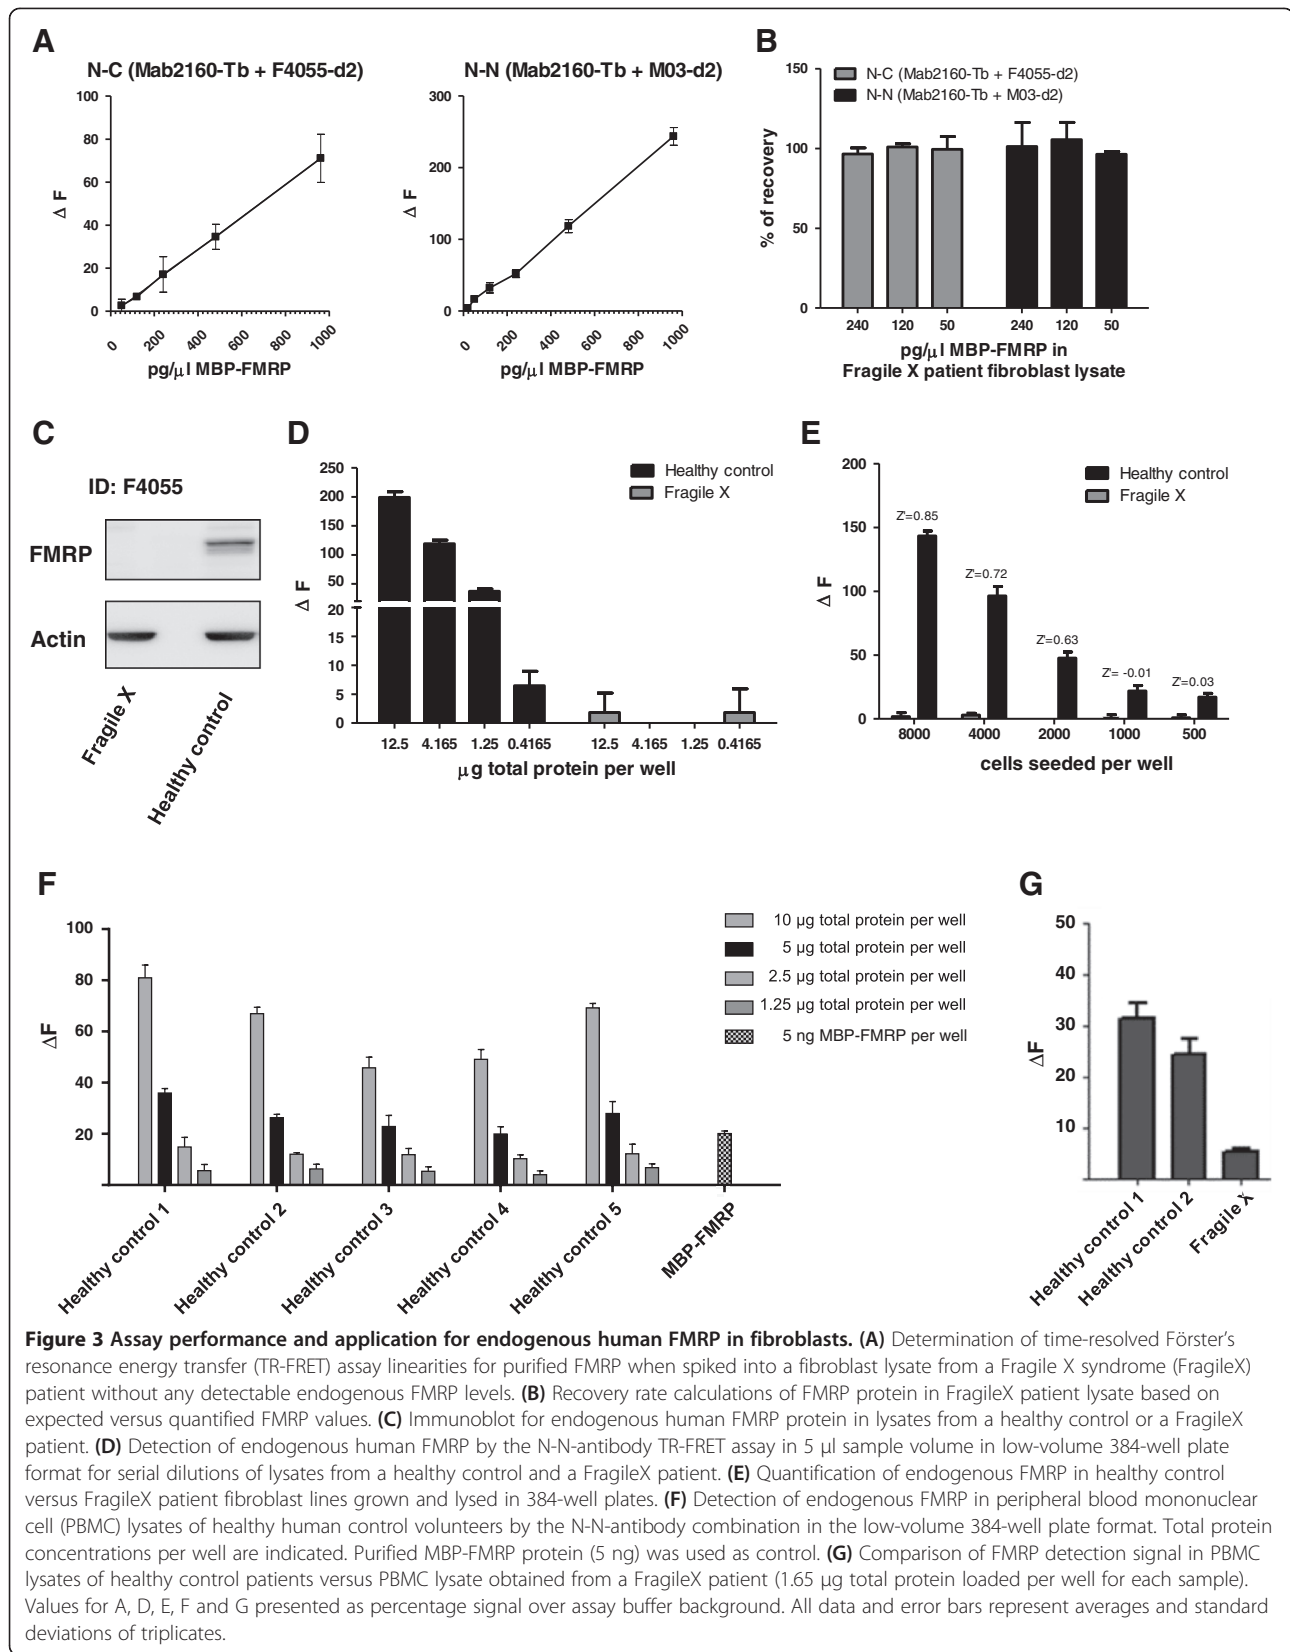 A
N-C (Mab2160-Tb + F4055-d2)
100
80
60
40
20
0
Δ F
0 200 400 600 800 1000
pg/μl MBP-FMRP
N-N (Mab2160-Tb + M03-d2)
300
200
100
0
Δ F
0 200 400 600 800 1000
pg/μl MBP-FMRP
B
150
100
50
0
% of recovery
N-C (Mab2160-Tb + F4055-d2)
N-N (Mab2160-Tb + M03-d2)
240 120 50 240 120 50
pg/μl MBP-FMRP in
Fragile X patient fibroblast lysate
C
ID: F4055
FMRP
Actin
Fragile X
Healthy control
D
250
200
150
100
50
20
15
10
5
0
Δ F
Healthy control
Fragile X
12.5 4.165 1.25 0.4165 12.5 4.165 1.25 0.4165
μg total protein per well
E
200
150
100
50
0
Δ F
Healthy control
Fragile X
Z'=0.85
Z'=0.72
Z'=0.63
Z'= -0.01
Z'=0.03
8000 4000 2000 1000 500
cells seeded per well
F
100
80
60
40
20
ΔF
10 µg total protein per well
5 µg total protein per well
2.5 µg total protein per well
1.25 µg total protein per well
5 ng MBP-FMRP per well
Healthy control 1
Healthy control 2
Healthy control 3
Healthy control 4
Healthy control 5
MBP-FMRP
G
50
40
30
20
10
ΔF
Healthy control 1
Healthy control 2
Fragile X
Figure 3 Assay performance and application for endogenous human FMRP in fibroblasts. (A) Determination of time-resolved Förster's
resonance energy transfer (TR-FRET) assay linearities for purified FMRP when spiked into a fibroblast lysate from a Fragile X syndrome (FragileX)
patient without any detectable endogenous FMRP levels. (B) Recovery rate calculations of FMRP protein in FragileX patient lysate based on
expected versus quantified FMRP values. (C) Immunoblot for endogenous human FMRP protein in lysates from a healthy control or a FragileX
patient. (D) Detection of endogenous human FMRP by the N-N-antibody TR-FRET assay in 5 μl sample volume in low-volume 384-well plate
format for serial dilutions of lysates from a healthy control and a FragileX patient. (E) Quantification of endogenous FMRP in healthy control
versus FragileX patient fibroblast lines grown and lysed in 384-well plates. (F) Detection of endogenous FMRP in peripheral blood mononuclear
cell (PBMC) lysates of healthy human control volunteers by the N-N-antibody combination in the low-volume 384-well plate format. Total protein
concentrations per well are indicated. Purified MBP-FMRP protein (5 ng) was used as control. (G) Comparison of FMRP detection signal in PBMC
lysates of healthy control patients versus PBMC lysate obtained from a FragileX patient (1.65 μg total protein loaded per well for each sample).
Values for A, D, E, F and G presented as percentage signal over assay buffer background. All data and error bars represent averages and standard
deviations of triplicates.